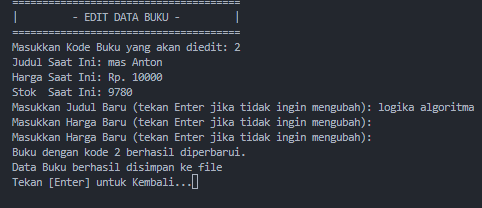 ======================================
|         - EDIT DATA BUKU -         |
======================================
Masukkan Kode Buku yang akan diedit: 2
Judul Saat Ini: mas Anton
Harga Saat Ini: Rp. 10000
Stok  Saat Ini: 9780
Masukkan Judul Baru (tekan Enter jika tidak ingin mengubah): logika algoritma
Masukkan Harga Baru (tekan Enter jika tidak ingin mengubah):
Masukkan Harga Baru (tekan Enter jika tidak ingin mengubah):
Buku dengan kode 2 berhasil diperbarui.
Data Buku berhasil disimpan ke file
Tekan [Enter] untuk Kembali...